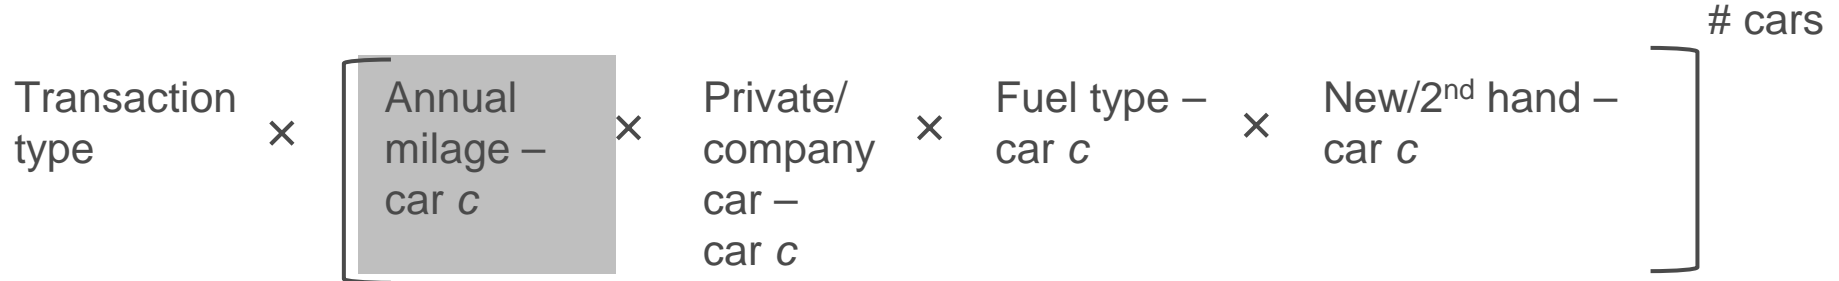 # cars
Transaction
type
×
Annual
milage –
car c
×
Private/
company
car –
car c
×
Fuel type –
car c
×
New/2nd hand –
car c